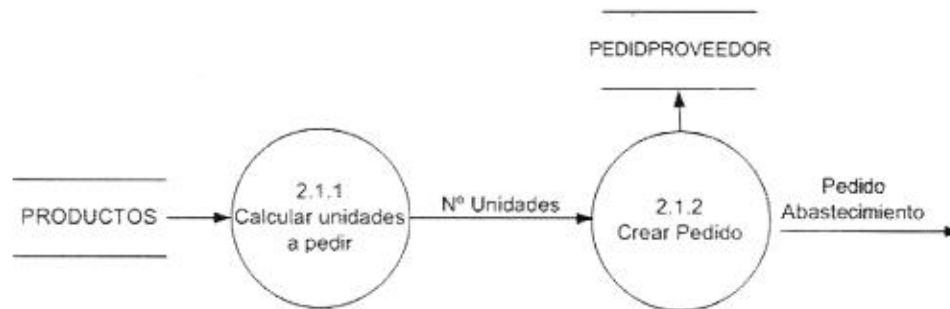 PEDIDPROVEEDOR
PRODUCTOS
2.1.1
Calcular unidades
a pedir
Nº Unidades
2.1.2
Crear Pedido
Pedido
Abastecimiento